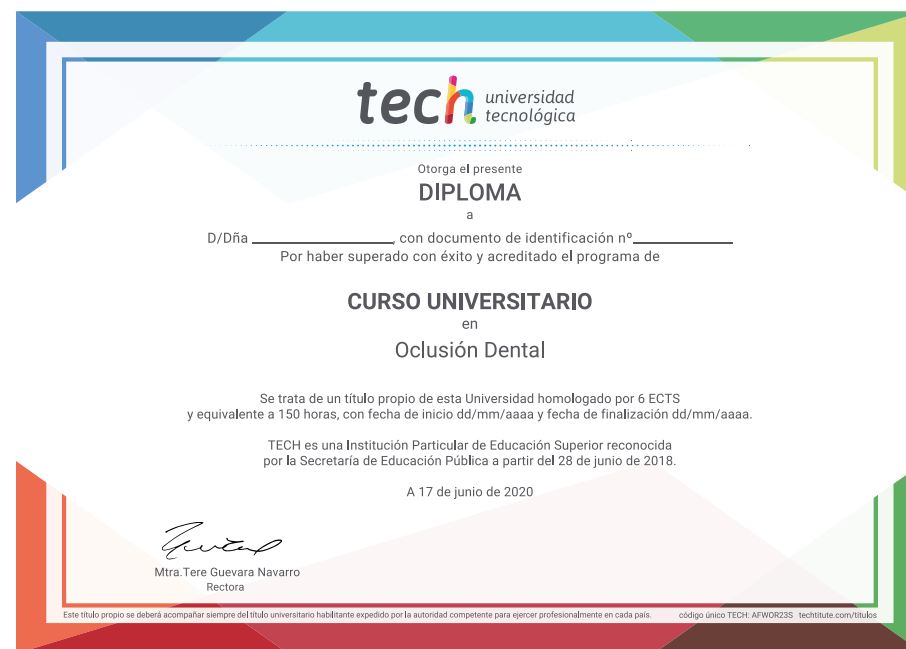 tech universidad
tecnológica
Otorga el presente
DIPLOMA
a
D/Dña ______________, con documento de identificación nº__________
Por haber superado con éxito y acreditado el programa de
CURSO UNIVERSITARIO
en
Oclusión Dental
Se trata de un título propio de esta Universidad homologado por 6 ECTS
y equivalente a 150 horas, con fecha de inicio dd/mm/aaaa y fecha de finalización dd/mm/aaaa.
TECH es una Institución Particular de Educación Superior reconocida
por la Secretaría de Educación Pública a partir del 28 de junio de 2018.
A 17 de junio de 2020
Mtra.Tere Guevara Navarro
Rectora
Este título propio se deberá acompañar siempre del título universitario habilitante expedido por la autoridad competente para ejercer profesionalmente en cada país. código único TECH: AFWOR23S techtitute.com/titulos